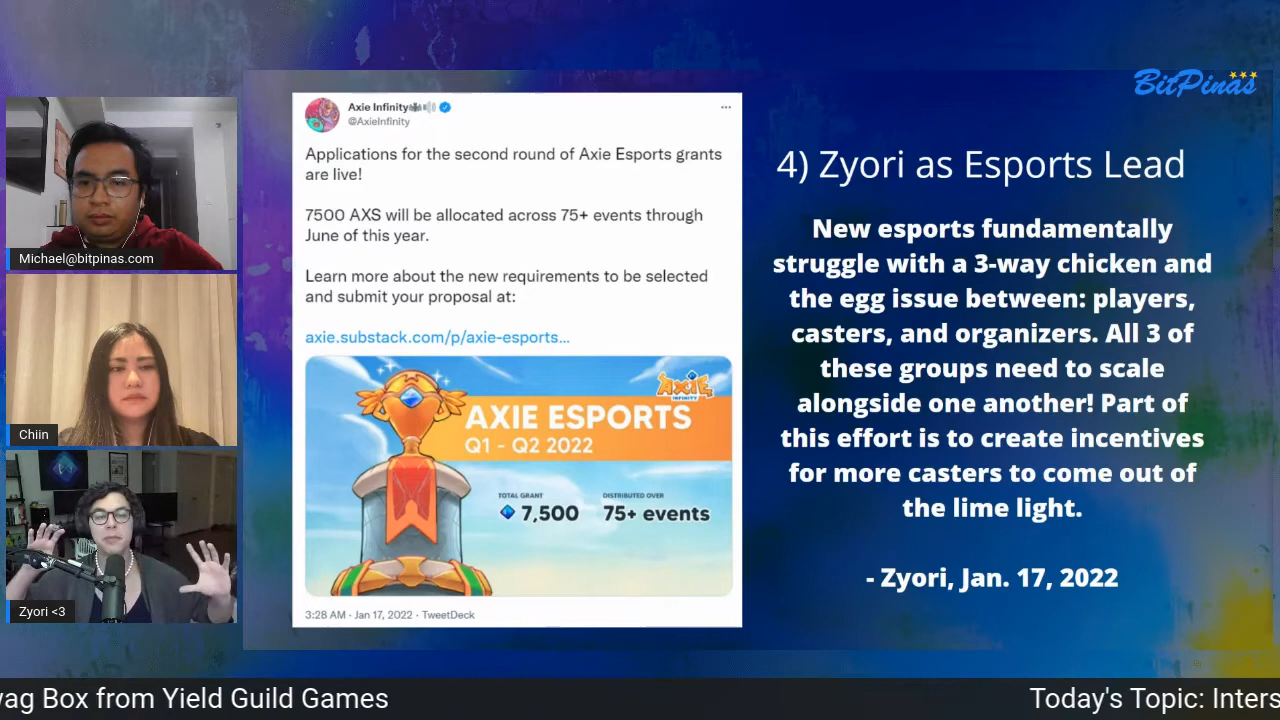 BitPinas
Axie Infinity
@AxieInfinity
Applications for the second round of Axie Esports grants
are live!
7500 AXS will be allocated across 75+ events through
June of this year.
Learn more about the new requirements to be selected
and submit your proposal at:
axie.substack.com/p/axie-esports...
AXIE
INFINITY
AXIE ESPORTS
Q1 - Q2 2022
TOTAL GRANT
7,500
DISTRIBUTED OVER
75+ events
3:28 AM · Jan 17, 2022 · TweetDeck
4) Zyori as Esports Lead
New esports fundamentally
struggle with a 3-way chicken and
the egg issue between: players,
casters, and organizers. All 3 of
these groups need to scale
alongside one another! Part of
this effort is to create incentives
for more casters to come out of
the lime light.
- Zyori, Jan. 17, 2022
Michael@bitpinas.com
Chiin
Zyori <3
wag Box from Yield Guild Games
Today's Topic: Inters